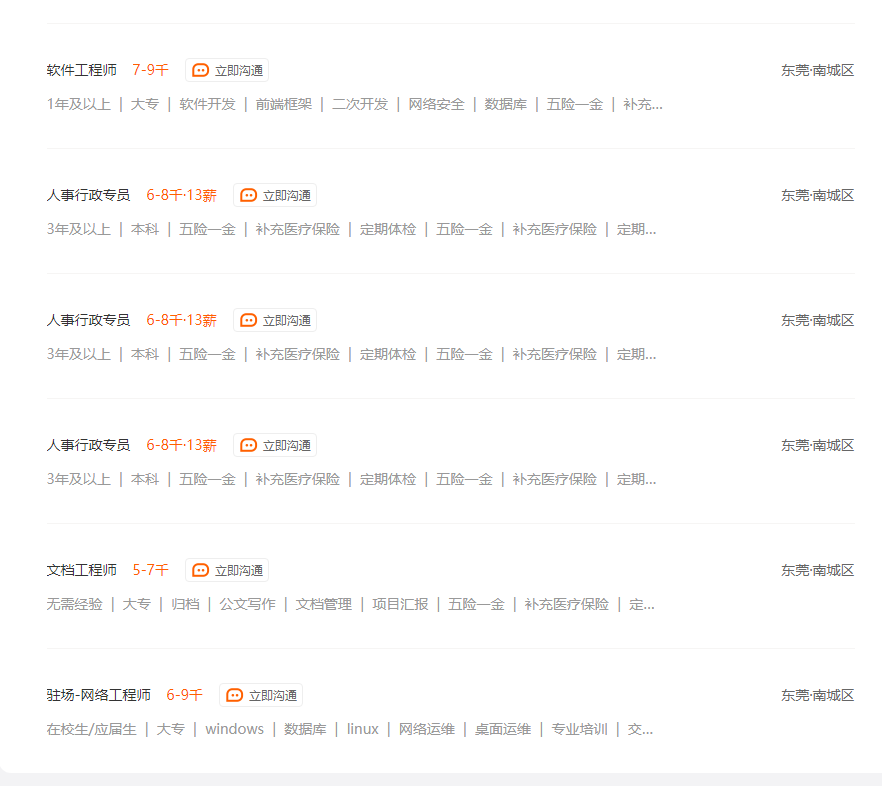 软件工程师 7-9千 立即沟通 东莞·南城区
1年及以上 | 大专 | 软件开发 | 前端框架 | 二次开发 | 网络安全 | 数据库 | 五险一金 | 补充...
人事行政专员 6-8千·13薪 立即沟通 东莞·南城区
3年及以上 | 本科 | 五险一金 | 补充医疗保险 | 定期体检 | 五险一金 | 补充医疗保险 | 定期...
人事行政专员 6-8千·13薪 立即沟通 东莞·南城区
3年及以上 | 本科 | 五险一金 | 补充医疗保险 | 定期体检 | 五险一金 | 补充医疗保险 | 定期...
人事行政专员 6-8千·13薪 立即沟通 东莞·南城区
3年及以上 | 本科 | 五险一金 | 补充医疗保险 | 定期体检 | 五险一金 | 补充医疗保险 | 定期...
文档工程师 5-7千 立即沟通 东莞·南城区
无需经验 | 大专 | 归档 | 公文写作 | 文档管理 | 项目汇报 | 五险一金 | 补充医疗保险 | 定...
驻场-网络工程师 6-9千 立即沟通 东莞·南城区
在校生/应届生 | 大专 | windows | 数据库 | linux | 网络运维 | 桌面运维 | 专业培训 | 交...